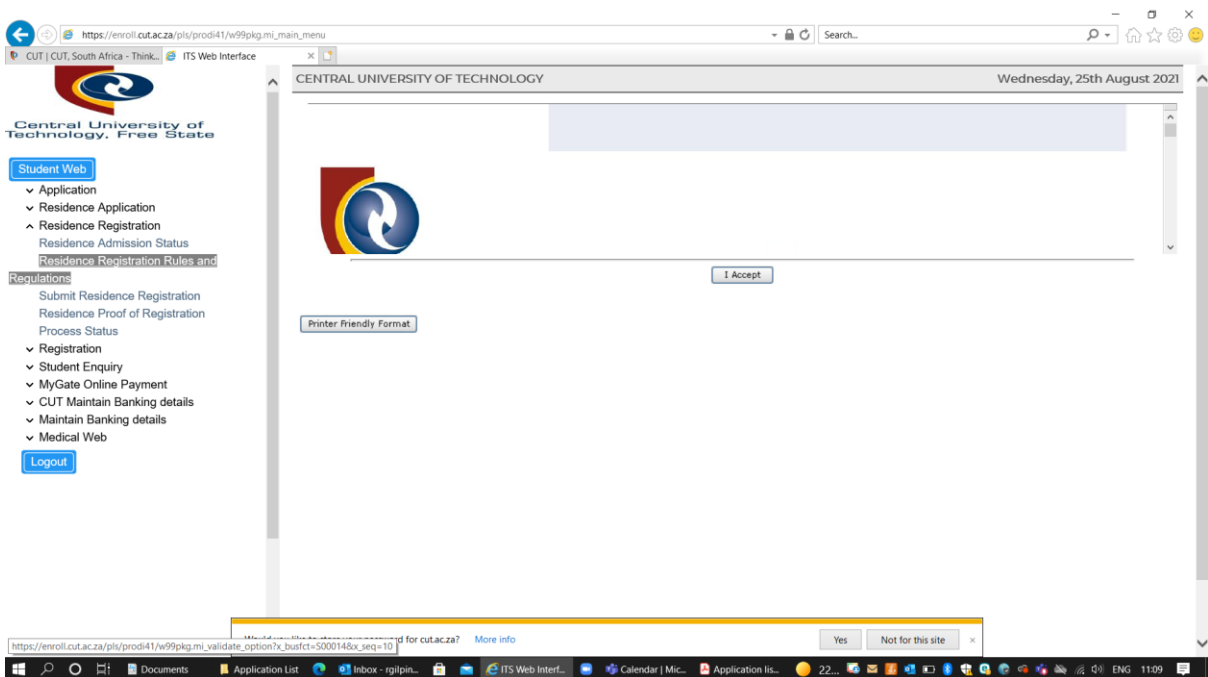 https://enroll.cut.ac.za/pls/prodi41/w99pkg.mi_main_menu
Search...
CUT | CUT, South Africa - Think...
ITS Web Interface
CENTRAL UNIVERSITY OF TECHNOLOGY
Wednesday, 25th August 2021
Central University of
Technology, Free State
Student Web
Application
Residence Application
Residence Registration
Residence Admission Status
Residence Registration Rules and
Regulations
Submit Residence Registration
Residence Proof of Registration
Process Status
Registration
Student Enquiry
MyGate Online Payment
CUT Maintain Banking details
Maintain Banking details
Medical Web
Logout
I Accept
Printer Friendly Format
d for cut.ac.za? More info
Yes
Not for this site
https://enroll.cut.ac.za/pls/prodi41/w99pkg.mi_validate_option?x_busfct=S00014&x_seq=10
Documents
Application List
Inbox - rgilpin...
ITS Web Interf...
Calendar | Mic...
Application lis...
22...
ENG
11:09